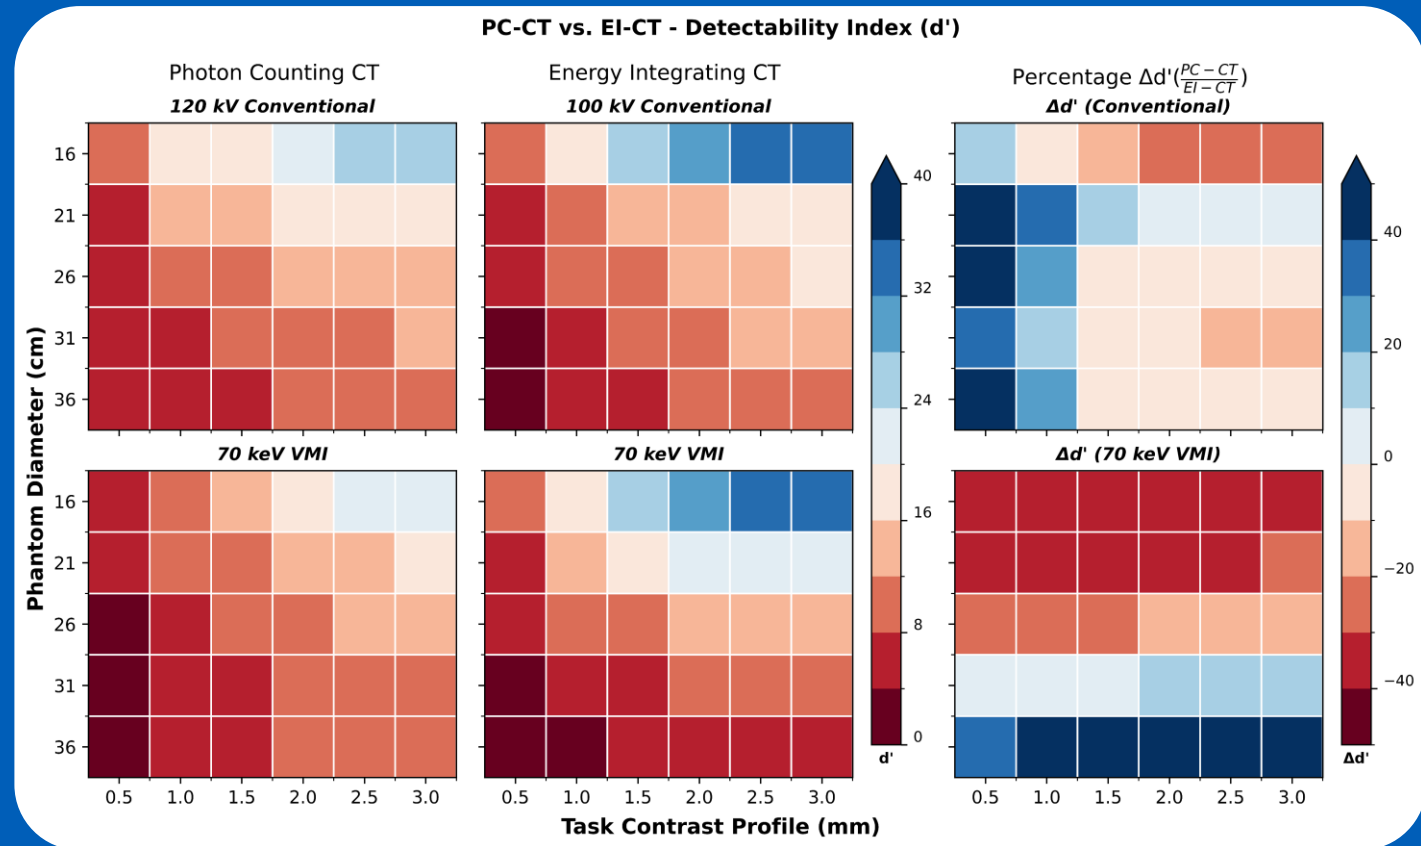 PC-CT vs. EI-CT - Detectability Index (d')
Photon Counting CT
Energy Integrating CT
Percentage Δd'(PC − CT / EI − CT)
120 kV Conventional
100 kV Conventional
Δd' (Conventional)
16
21
26
31
36
40
32
24
16
8
0
d'
40
20
0
−20
−40
Δd'
70 keV VMI
70 keV VMI
Δd' (70 keV VMI)
16
21
26
31
36
Phantom Diameter (cm)
0.5 1.0 1.5 2.0 2.5 3.0
0.5 1.0 1.5 2.0 2.5 3.0
0.5 1.0 1.5 2.0 2.5 3.0
Task Contrast Profile (mm)